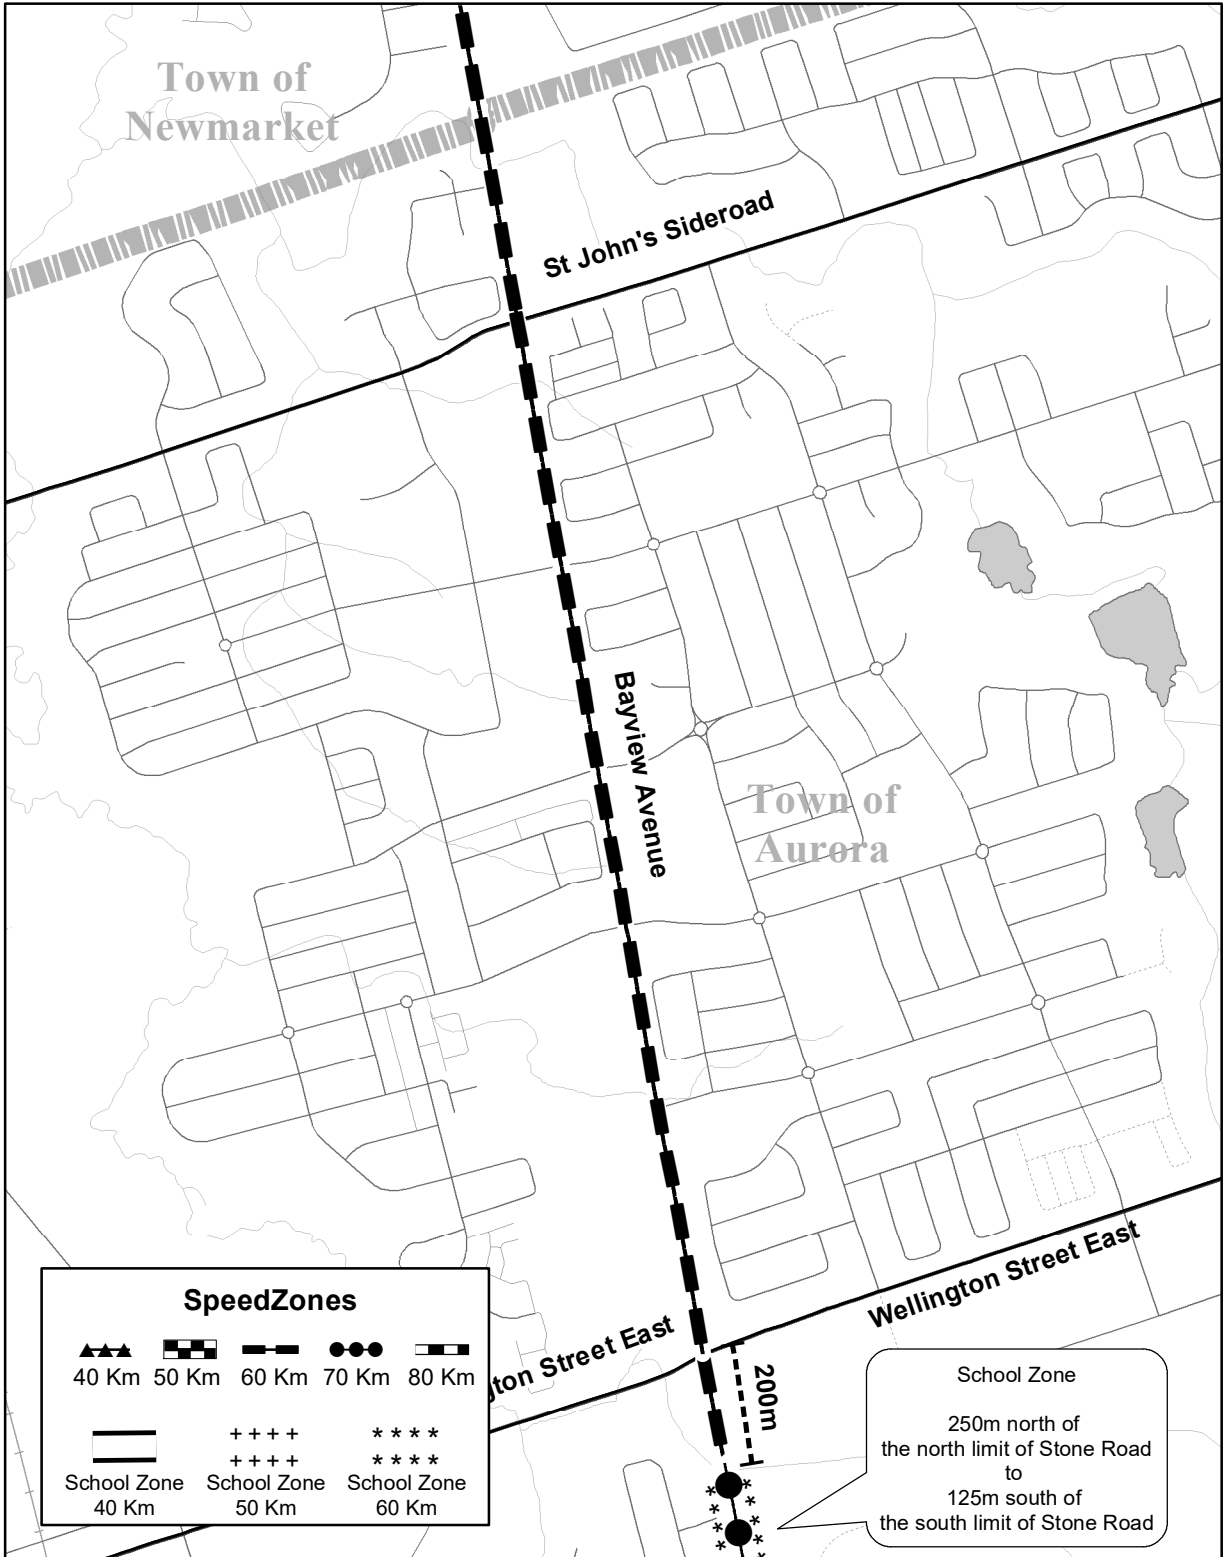 Town of
Newmarket
St John's Sideroad
Bayview Avenue
Town of
Aurora
Wellington Street East
gton Street East
200m
SpeedZones
40 Km 50 Km 60 Km 70 Km 80 Km
School Zone School Zone School Zone
40 Km 50 Km 60 Km
School Zone
250m north of
the north limit of Stone Road
to
125m south of
the south limit of Stone Road